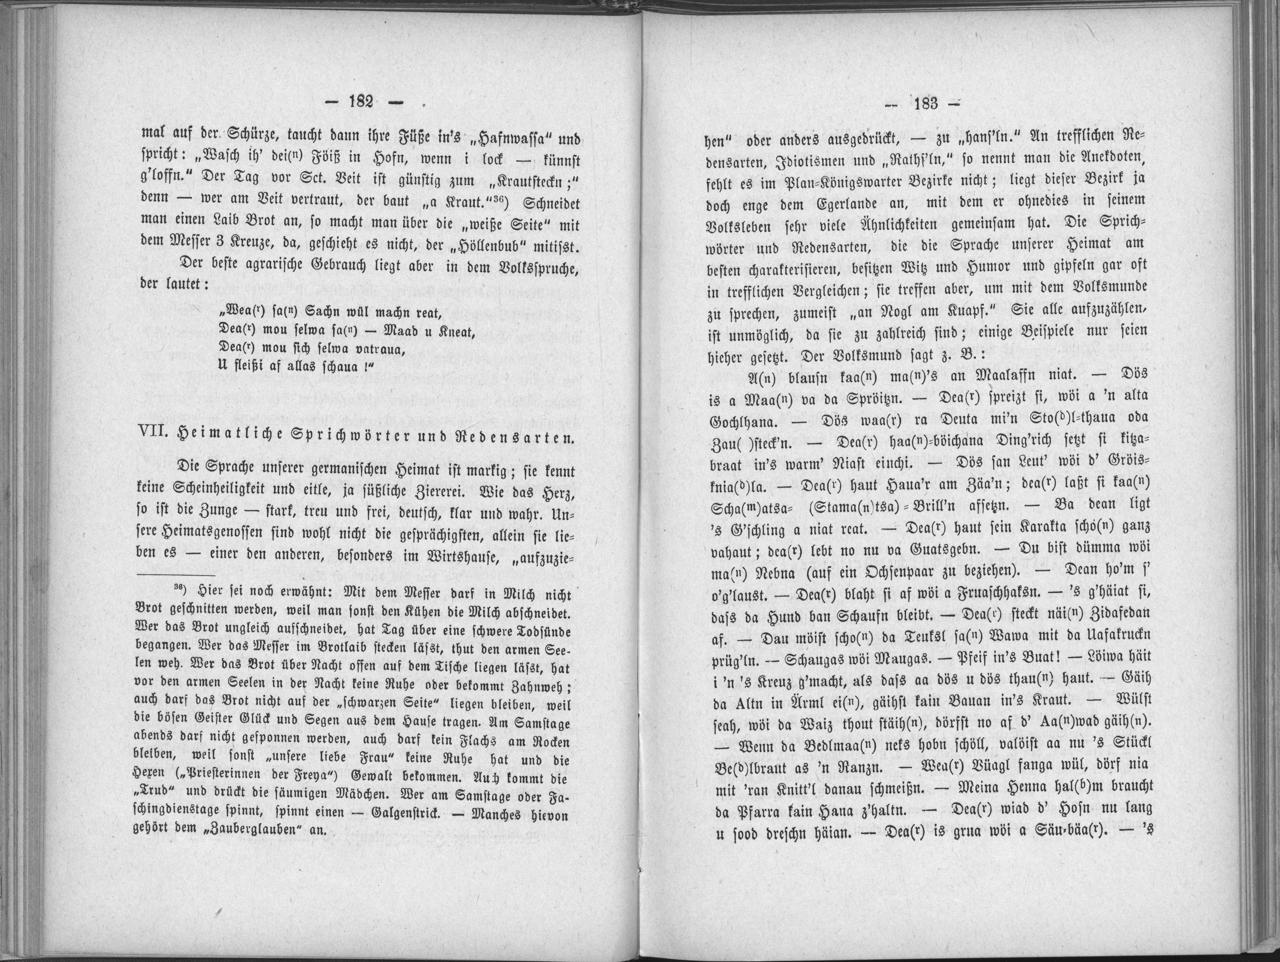 — 182 —
mal auf der Schürze, taucht dann ihre Füße in's „Hafnwassa" und
spricht: „Wasch ih' dei(n) Föiß in Hofn, wenn i lock — künnst
g'loffn." Der Tag vor Sct. Veit ist günstig zum „Krautsteckn;"
denn — wer am Veit vertraut, der baut „a Kraut."³⁶) Schneidet
man einen Laib Brot an, so macht man über die „weiße Seite" mit
dem Messer 3 Kreuze, da, geschieht es nicht, der „Höllenbub" mitisst.
Der beste agrarische Gebrauch liegt aber in dem Volksspruche,
der lautet:
„Wea(r) sa(n) Sachn wül machn reat,
Dea(r) mou selwa sa(n) — Maad u Kneat,
Dea(r) mou sich selwa vatraua,
U fleißi af allas schaua!"
VII. Heimatliche Sprichwörter und Redensarten.
Die Sprache unserer germanischen Heimat ist markig; sie kennt
keine Scheinheiligkeit und eitle, ja süßliche Ziererei. Wie das Herz,
so ist die Zunge — stark, treu und frei, deutsch, klar und wahr. Un-
sere Heimatsgenossen sind wohl nicht die gesprächigsten, allein sie lie-
ben es — einer den anderen, besonders im Wirtshause, „aufzuzie-
³⁶) Hier sei noch erwähnt: Mit dem Messer darf in Milch nicht
Brot geschnitten werden, weil man sonst den Kühen die Milch abschneidet.
Wer das Brot ungleich aufschneidet, hat Tag über eine schwere Todsünde
begangen. Wer das Messer im Brotlaib stecken lässt, thut den armen See-
len weh. Wer das Brot über Nacht offen auf dem Tische liegen lässt, hat
vor den armen Seelen in der Nacht keine Ruhe oder bekommt Zahnweh;
auch darf das Brot nicht auf der „schwarzen Seite" liegen bleiben, weil
die bösen Geister Glück und Segen aus dem Hause tragen. Am Samstage
abends darf nicht gesponnen werden, auch darf kein Flachs am Rocken
bleiben, weil sonst „unsere liebe Frau" keine Ruhe hat und die
Hexen („Priesterinnen der Freya") Gewalt bekommen. Auch kommt die
„Trud" und drückt die säumigen Mädchen. Wer am Samstage oder Fa-
schingdienstage spinnt, spinnt einen — Galgenstrick. — Manches hievon
gehört dem „Zauberglauben" an.
— 183 —
hen" oder anders ausgedrückt, — zu „hans'ln." An trefflichen Re-
densarten, Idiotismen und „Raths'ln," so nennt man die Anekdoten,
fehlt es im Plan-Königswarter Bezirke nicht; liegt dieser Bezirk ja
doch enge dem Egerlande an, mit dem er ohnedies in seinem
Volksleben sehr viele Ähnlichkeiten gemeinsam hat. Die Sprich-
wörter und Redensarten, die die Sprache unserer Heimat am
besten charakterisieren, besitzen Witz und Humor und gipfeln gar oft
in trefflichen Vergleichen; sie treffen aber, um mit dem Volksmunde
zu sprechen, zumeist „an Nogl am Kuapf." Sie alle aufzuzählen,
ist unmöglich, da sie zu zahlreich sind; einige Beispiele nur seien
hieher gesetzt. Der Volksmund sagt z. B.:
A(n) blausn kaa(n) ma(n)'s an Maalaffn niat. — Dös
is a Maa(n) va da Spröitzn. — Dea(r) spreizt si, wöi a 'n alta
Gochlhana. — Dös waa(r) ra Deuta mi'n Sto(d)l-thaua oda
Zau( )steck'n. — Dea(r) haa(n)-böichana Ding'rich setzt si kitza-
braat in's warm' Niast einchi. — Dös san Leut' wöi d' Gröis-
knia(d)la. — Dea(r) haut Haua'r am Zäa'n; dea(r) laßt si kaa(n)
Scha(m)atsa- (Stama(n)tsa)-Brill'n affetzn. — Ba dean ligt
's G'schling a niat reat. — Dea(r) haut sein Karakta schö(n) ganz
vahaut; dea(r) lebt no nu va Guatsgebn. — Du bist dümma wöi
ma(n) Nebna (auf ein Ochsenpaar zu beziehen). — Dean ho'm s'
o'g'laust. — Dea(r) blaht si af wöi a Fruaschhaksn. — 's g'häiat si,
dass da Hund ban Schaufn bleibt. — Dea(r) steckt näi(n) Zidafedan
af. — Dau möist scho(n) da Teuksl sa(n) Wawa mit da Uafakruckn
prüg'ln. — Schaugas wöi Maugas. — Pfeif in's Buat! — Löiwa häit
i 'n 's Kreuz g'macht, als dass aa dös u dös thau(n) haut. — Gäih
da Altn in Ärml ei(n), gäihst kain Bauan in's Kraut. — Wülst
seah, wöi da Waiz thout stäih(n), dörfst no af d' Aa(n)wad gäih(n).
— Wenn da Bedlmaa(n) neks hobn schöll, valöist aa nu 's Stückl
Be(d)lbraut as 'n Ranzn. — Wea(r) Vüagl fanga wül, dörf nia
mit 'ran Knitt'l danau schmeißn. — Meina Henna hal(b)m braucht
da Pfarra kain Hana z'haltn. — Dea(r) wiad d' Hosn nu lang
u sood dreschn häian. — Dea(r) is grua wöi a Säu-bäa(r). — 's